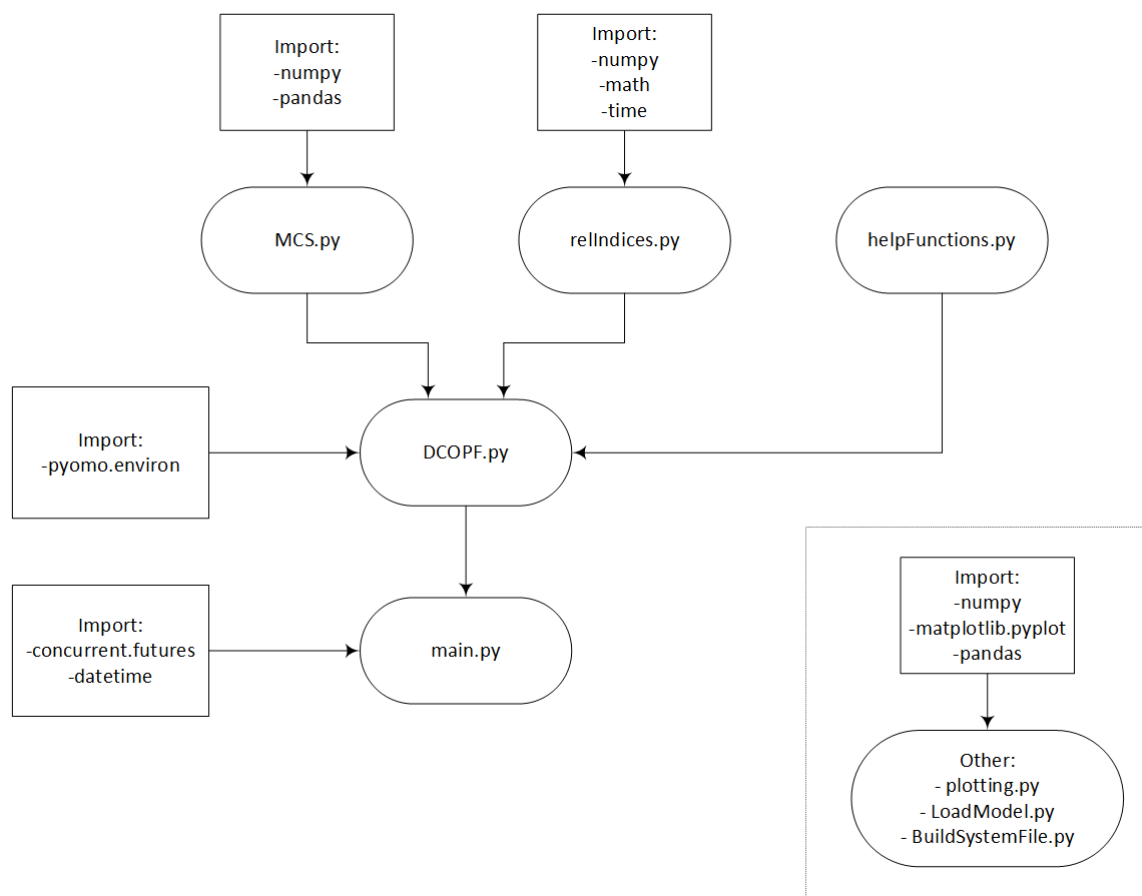 Import:
-numpy
-pandas
Import:
-numpy
-math
-time
MCS.py
relIndices.py
helpFunctions.py
Import:
-pyomo.environ
DCOPF.py
Import:
-concurrent.futures
-datetime
main.py
Import:
-numpy
-matplotlib.pyplot
-pandas
Other:
- plotting.py
- LoadModel.py
- BuildSystemFile.py